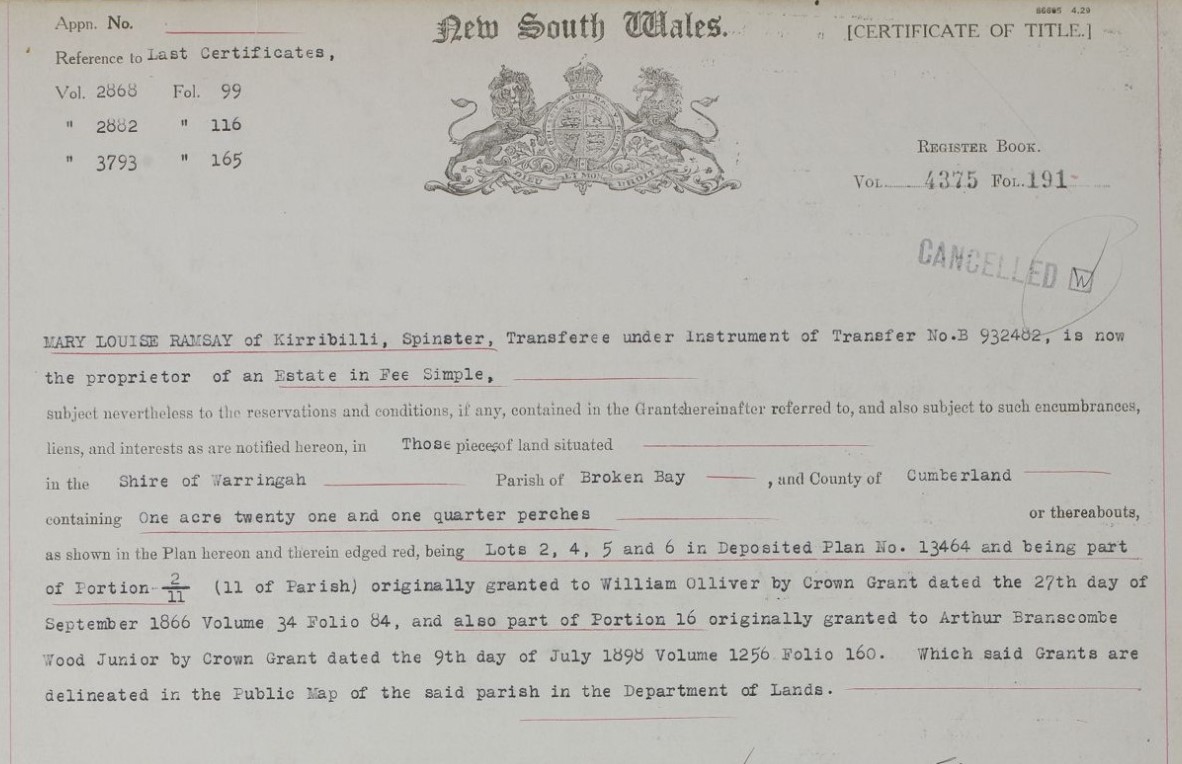 Appn. No.
New South Wales.
86085 4,29
[CERTIFICATE OF TITLE.]
Reference to Last Certificates,
Vol. 2868 Fol. 99
" 2882 " 116
" 3793 " 165
REGISTER BOOK.
VOL. 4375 FOL. 191
CANCELLED W
MARY LOUISE RAMSAY of Kirribilli, Spinster, Transferee under Instrument of Transfer No.B 932482, is now
the proprietor of an Estate in Fee Simple,
subject nevertheless to the reservations and conditions, if any, contained in the Grants hereinafter referred to, and also subject to such encumbrances,
liens, and interests as are notified hereon, in Those pieces of land situated
in the Shire of Warringah Parish of Broken Bay , and County of Cumberland
containing One acre twenty one and one quarter perches or thereabouts,
as shown in the Plan hereon and therein edged red, being Lots 2, 4, 5 and 6 in Deposited Plan No. 13464 and being part
of Portion 2/11 (11 of Parish) originally granted to William Olliver by Crown Grant dated the 27th day of
September 1866 Volume 34 Folio 84, and also part of Portion 16 originally granted to Arthur Branscombe
Wood Junior by Crown Grant dated the 9th day of July 1898 Volume 1256 Folio 160. Which said Grants are
delineated in the Public Map of the said parish in the Department of Lands.